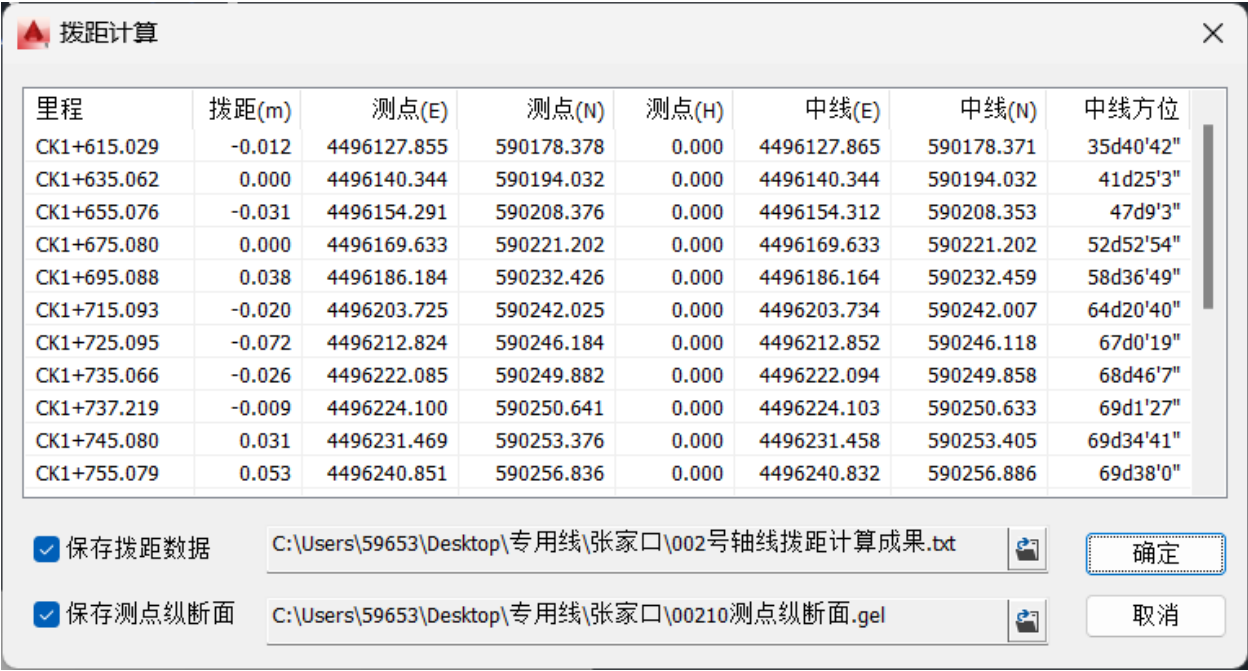 拨距计算
里程 拨距(m) 测点(E) 测点(N) 测点(H) 中线(E) 中线(N) 中线方位
CK1+615.029 -0.012 4496127.855 590178.378 0.000 4496127.865 590178.371 35d40'42"
CK1+635.062 0.000 4496140.344 590194.032 0.000 4496140.344 590194.032 41d25'3"
CK1+655.076 -0.031 4496154.291 590208.376 0.000 4496154.312 590208.353 47d9'3"
CK1+675.080 0.000 4496169.633 590221.202 0.000 4496169.633 590221.202 52d52'54"
CK1+695.088 0.038 4496186.184 590232.426 0.000 4496186.164 590232.459 58d36'49"
CK1+715.093 -0.020 4496203.725 590242.025 0.000 4496203.734 590242.007 64d20'40"
CK1+725.095 -0.072 4496212.824 590246.184 0.000 4496212.852 590246.118 67d0'19"
CK1+735.066 -0.026 4496222.085 590249.882 0.000 4496222.094 590249.858 68d46'7"
CK1+737.219 -0.009 4496224.100 590250.641 0.000 4496224.103 590250.633 69d1'27"
CK1+745.080 0.031 4496231.469 590253.376 0.000 4496231.458 590253.405 69d34'41"
CK1+755.079 0.053 4496240.851 590256.836 0.000 4496240.832 590256.886 69d38'0"
保存拨距数据 C:\Users\59653\Desktop\专用线\张家口\002号轴线拨距计算成果.txt 确定
保存测点纵断面 C:\Users\59653\Desktop\专用线\张家口\00210测点纵断面.gel 取消